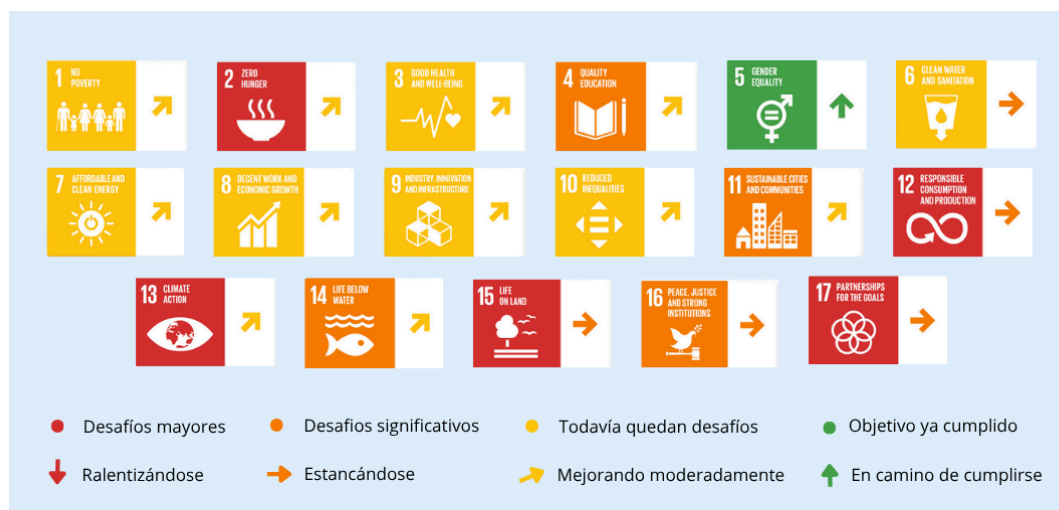 1 NO
POVERTY
2 ZERO
HUNGER
3 GOOD HEALTH
AND WELL-BEING
4 QUALITY
EDUCATION
5 GENDER
EQUALITY
6 CLEAN WATER
AND SANITATION
7 AFFORDABLE AND
CLEAN ENERGY
8 DECENT WORK AND
ECONOMIC GROWTH
9 INDUSTRY, INNOVATION
AND INFRASTRUCTURE
10 REDUCED
INEQUALITIES
11 SUSTAINABLE CITIES
AND COMMUNITIES
12 RESPONSIBLE
CONSUMPTION
AND PRODUCTION
13 CLIMATE
ACTION
14 LIFE BELOW
WATER
15 LIFE
ON LAND
16 PEACE, JUSTICE
AND STRONG
INSTITUTIONS
17 PARTNERSHIPS
FOR THE GOALS
Desafíos mayores
Desafios significativos
Todavía quedan desafíos
Objetivo ya cumplido
Ralentizándose
Estancándose
Mejorando moderadamente
En camino de cumplirse